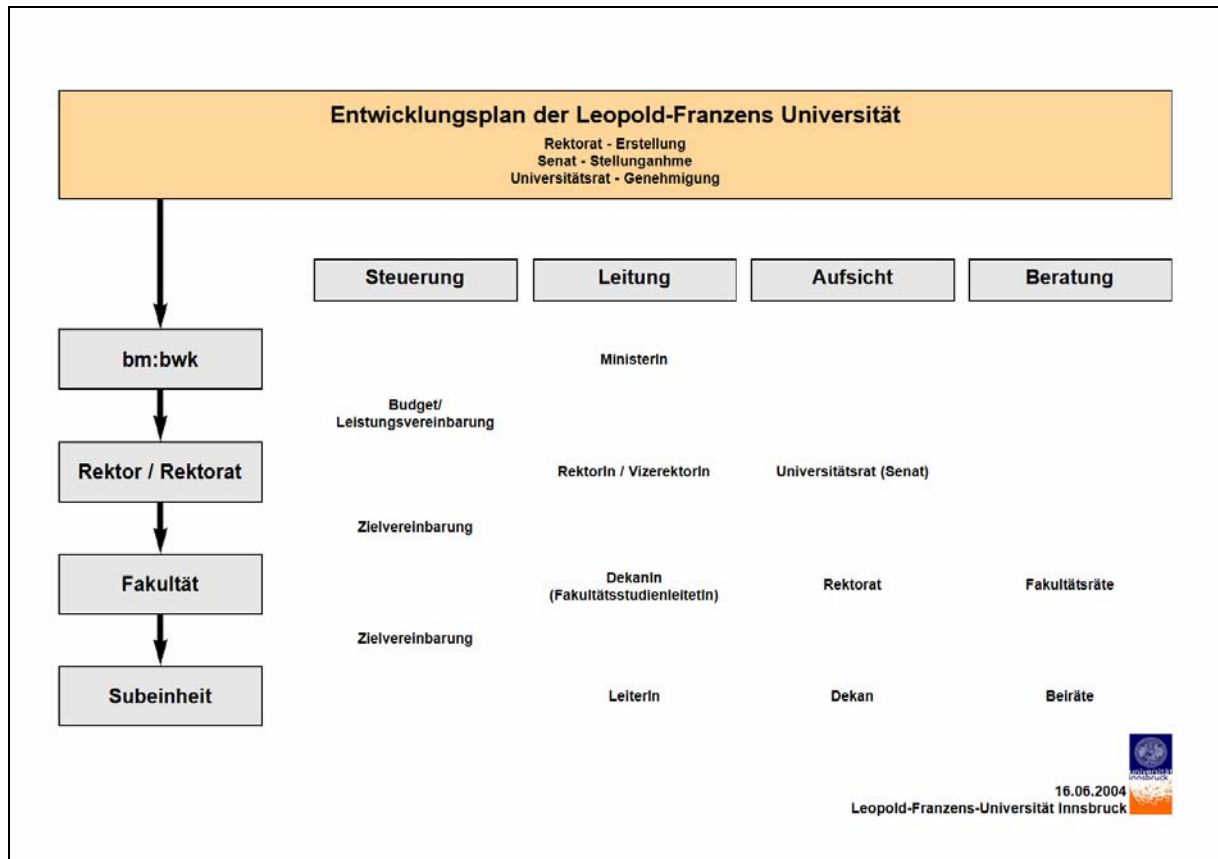 Entwicklungsplan der Leopold-Franzens Universität
Rektorat - Erstellung
Senat - Stellunganhme
Universitätsrat - Genehmigung
Steuerung
Leitung
Aufsicht
Beratung
bm:bwk
MinisterIn
Budget/
Leistungsvereinbarung
Rektor / Rektorat
RektorIn / VizerektorIn
Universitätsrat (Senat)
Zielvereinbarung
Fakultät
DekanIn
(FakultätsstudienleitetIn)
Rektorat
Fakultätsräte
Zielvereinbarung
Subeinheit
LeiterIn
Dekan
Beiräte
universität
innsbruck
16.06.2004
Leopold-Franzens-Universität Innsbruck